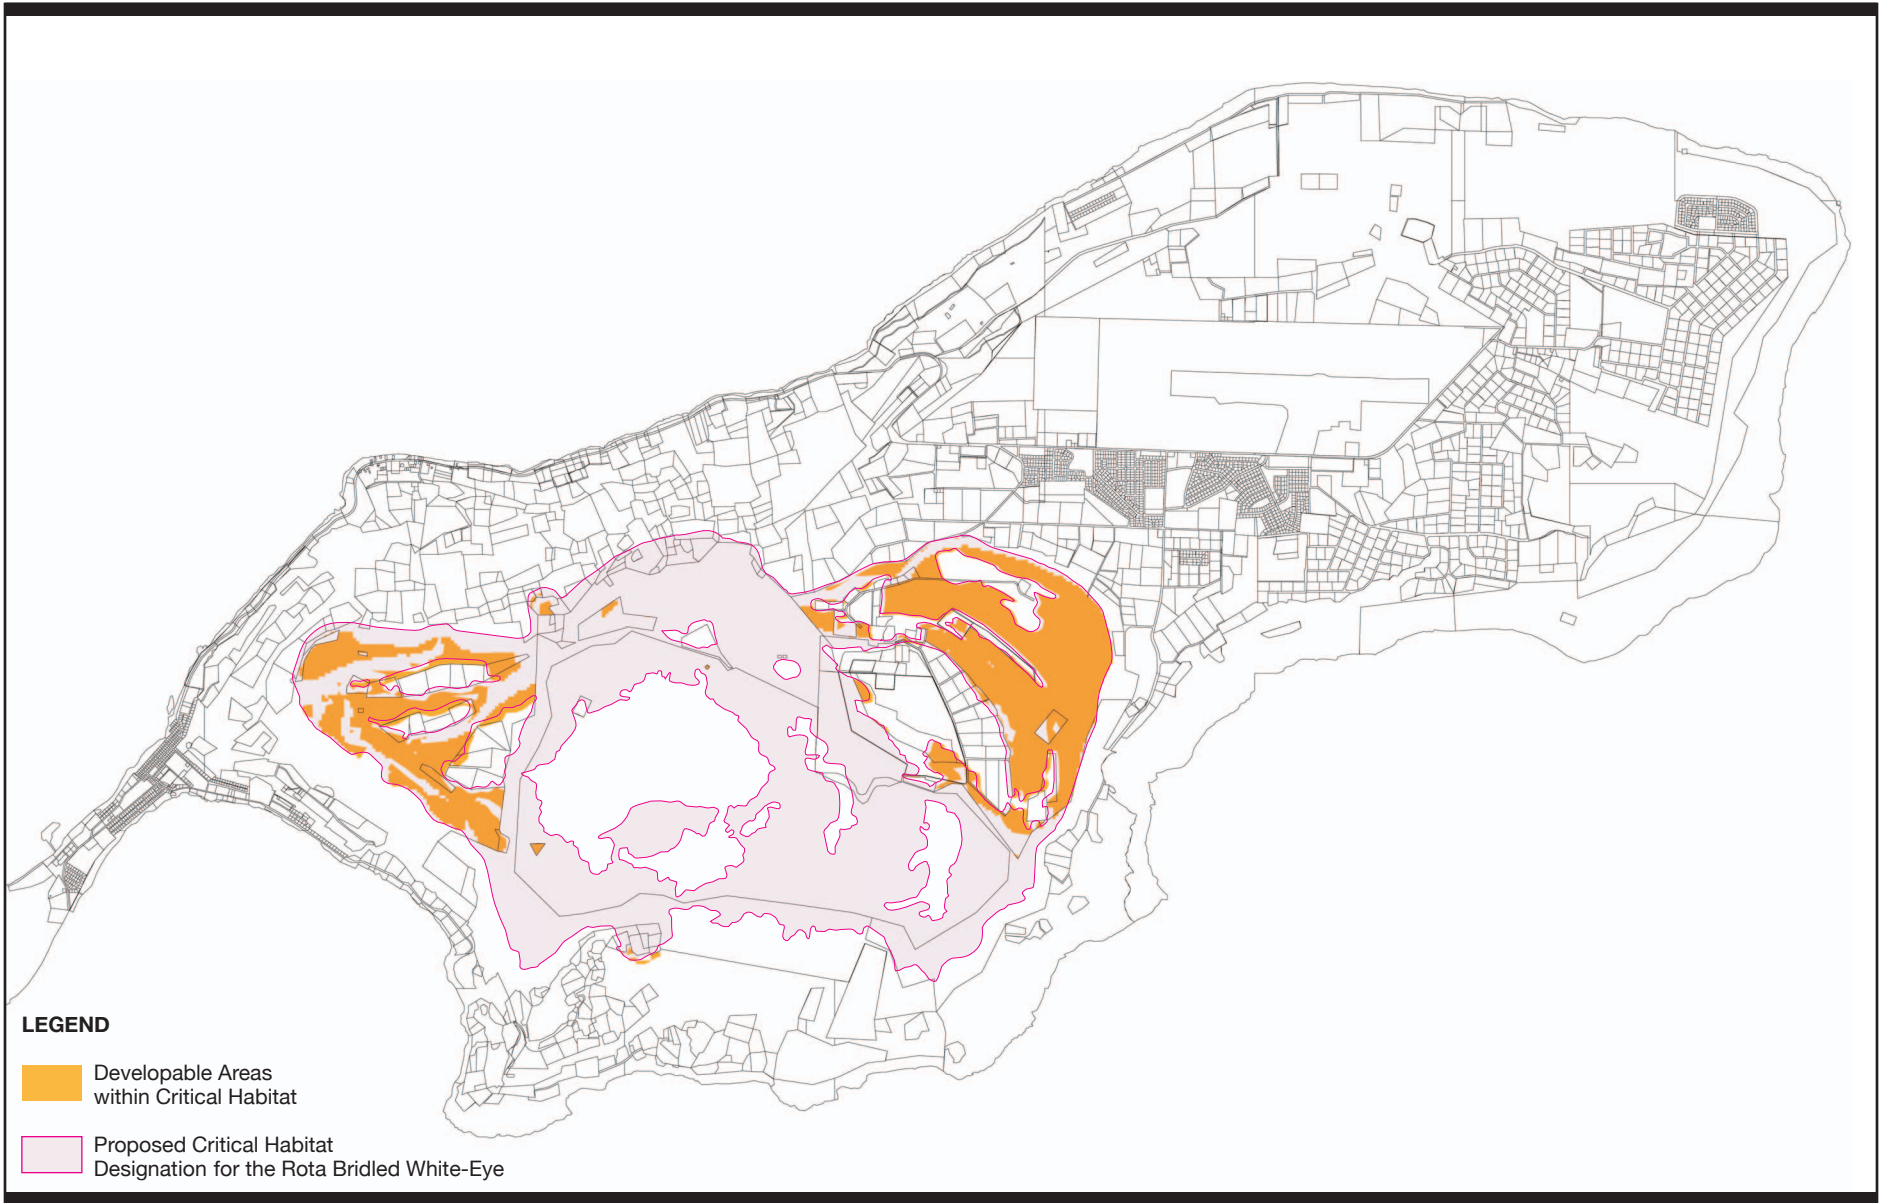 LEGEND
Developable Areas
within Critical Habitat
Proposed Critical Habitat
Designation for the Rota Bridled White-Eye